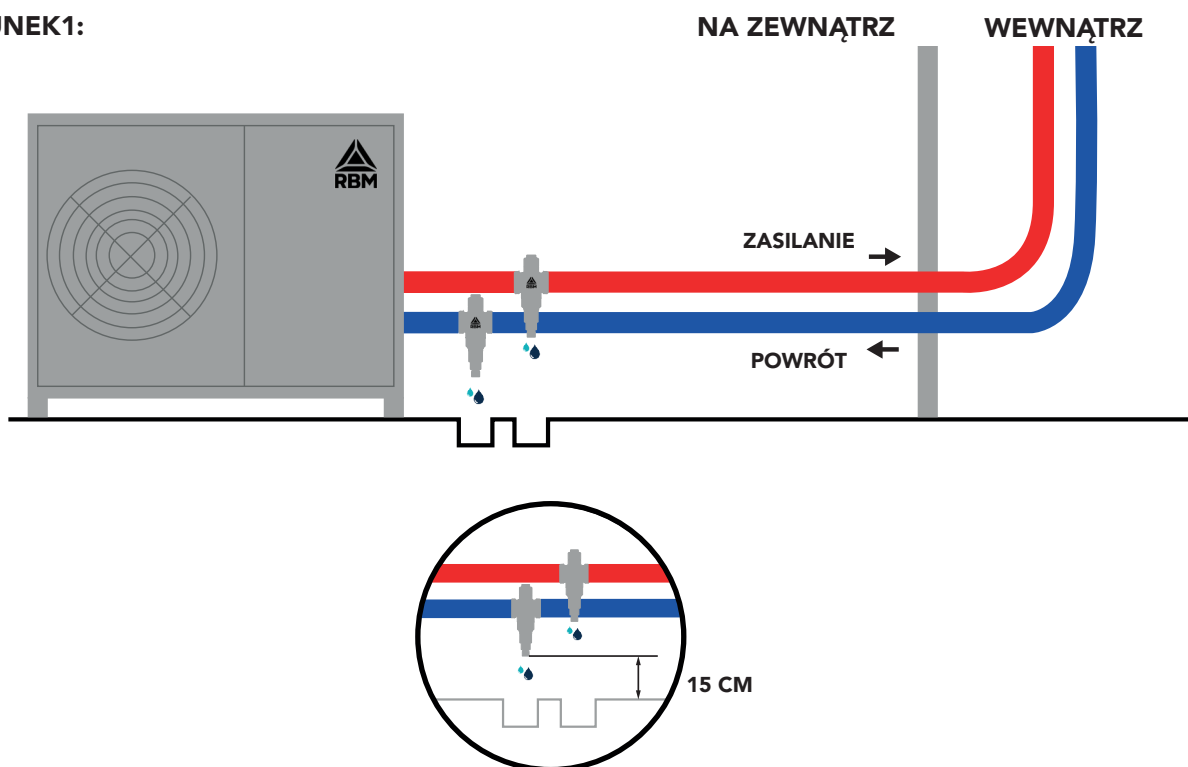 UNEK1:
NA ZEWNĄTRZ
WEWNĄTRZ
RBM
ZASILANIE
POWRÓT
15 CM